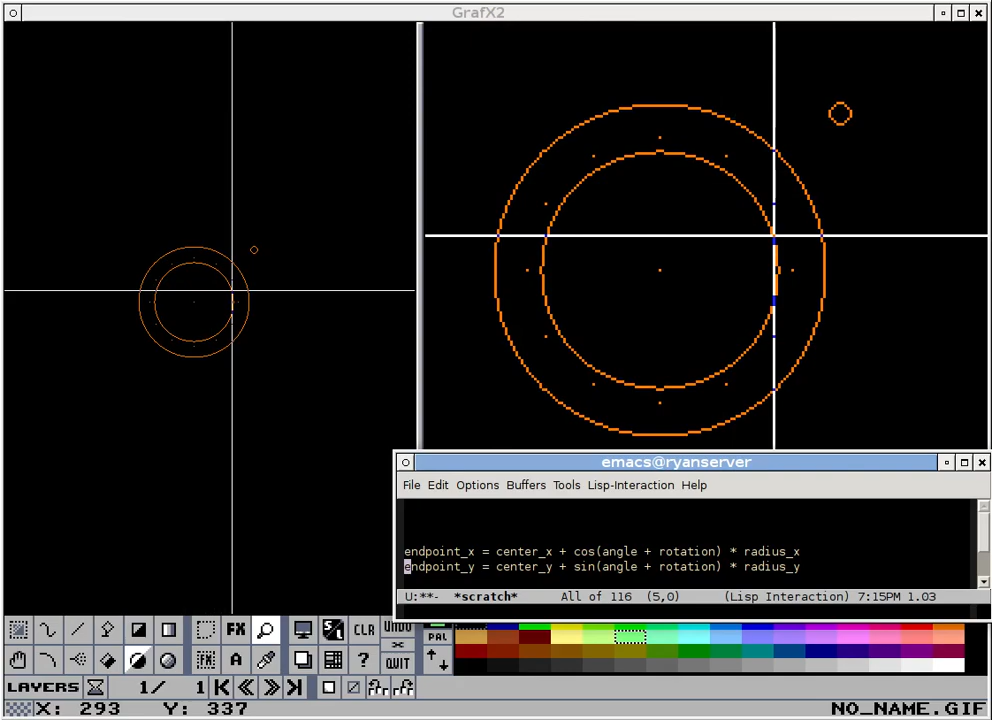 GrafX2
emacs@ryanserver
File Edit Options Buffers Tools Lisp-Interaction Help
endpoint_x = center_x + cos(angle + rotation) * radius_x
endpoint_y = center_y + sin(angle + rotation) * radius_y
U:**- *scratch* All of 116 (5,0) (Lisp Interaction) 7:15PM 1.03
FX CLR UNDO PAL
A ? QUIT
LAYERS 1/ 1
X: 293 Y: 337 NO_NAME.GIF